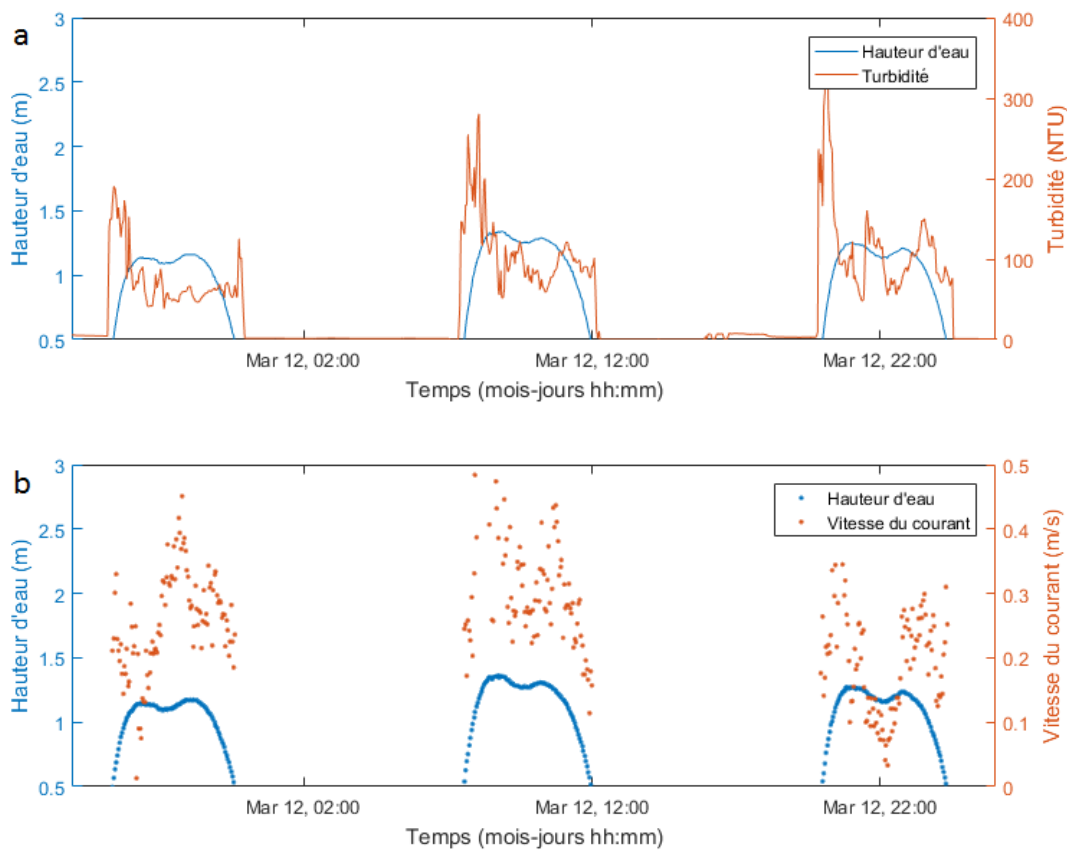 a
3
2.5
2
1.5
1
0.5
Hauteur d'eau (m)
Hauteur d'eau
Turbidité
400
300
200
100
0
Turbidité (NTU)
Mar 12, 02:00
Mar 12, 12:00
Mar 12, 22:00
Temps (mois-jours hh:mm)
b
3
2.5
2
1.5
1
0.5
Hauteur d'eau (m)
Hauteur d'eau
Vitesse du courant
0.5
0.4
0.3
0.2
0.1
0
Vitesse du courant (m/s)
Mar 12, 02:00
Mar 12, 12:00
Mar 12, 22:00
Temps (mois-jours hh:mm)